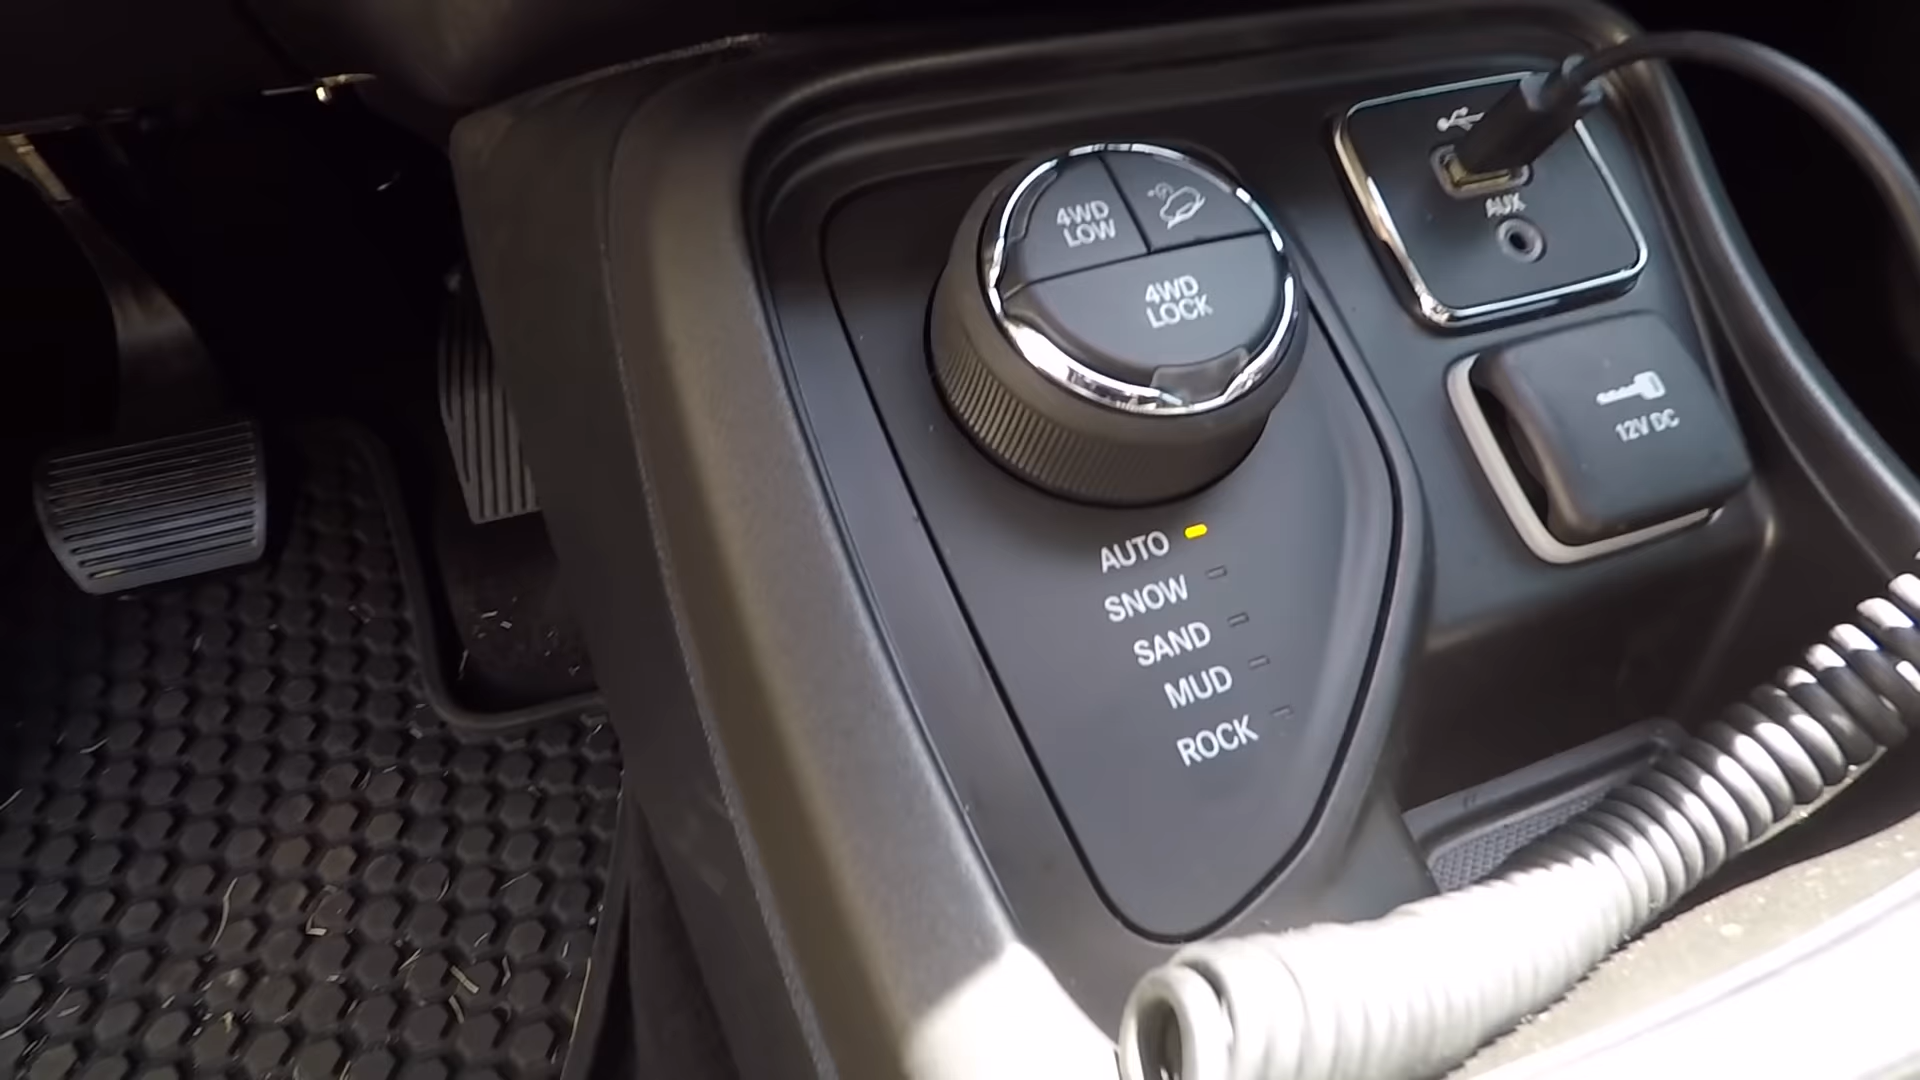 4WD
LOW
4WD
LOCK
AUX
12V DC
AUTO
SNOW
SAND
MUD
ROCK